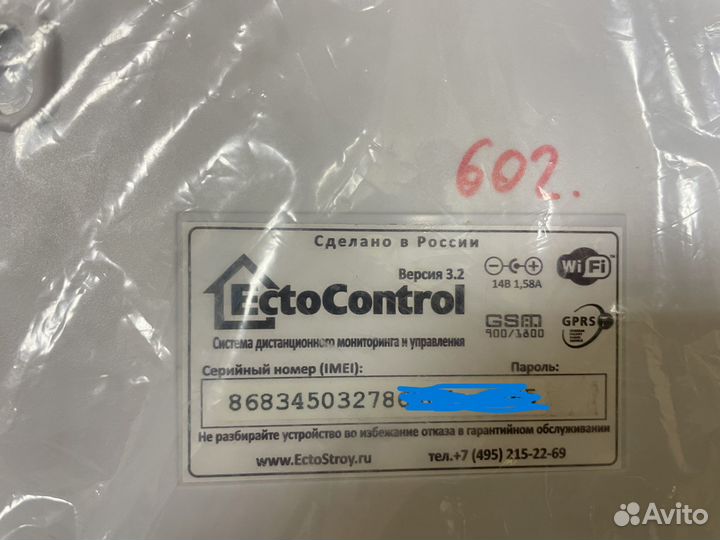 602.
Сделано в России
EctoControl
Версия 3.2
14В 1,58А
WiFi
GSM
900/1800
GPRS
Система дистанционного мониторинга и управления
Серийный номер (IMEI): Пароль:
86834503278
Не разбирайте устройство во избежание отказа в гарантийном обслуживании
www.EctoStroy.ru тел.+7 (495) 215-22-69
Avito